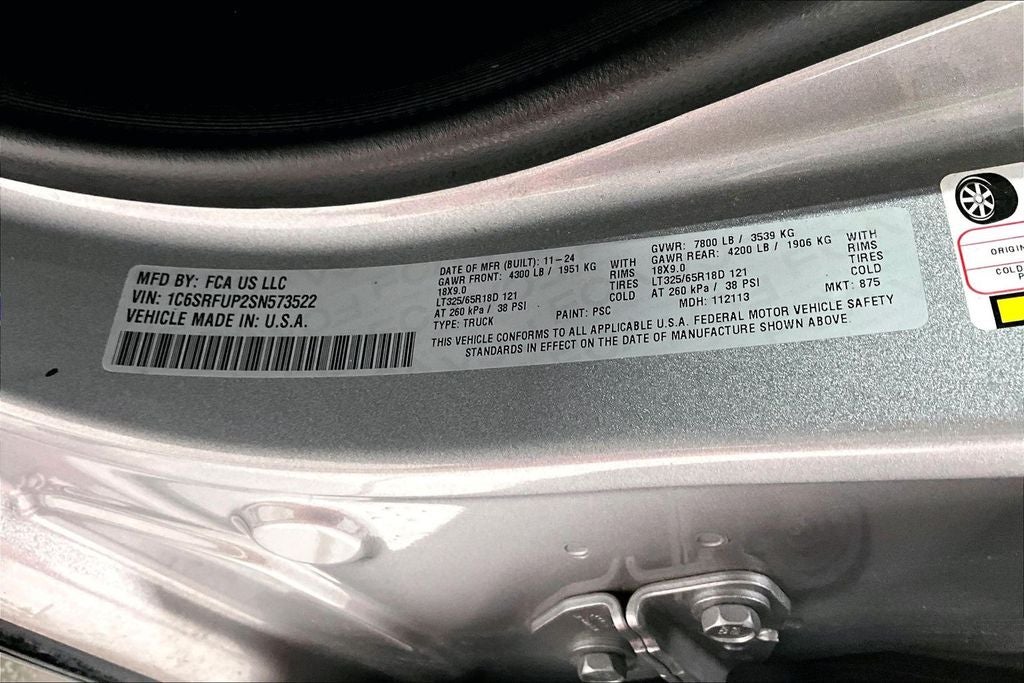 MFD BY: FCA US LLC
VIN: 1C6SRFUP2SN573522
VEHICLE MADE IN: U.S.A.
DATE OF MFR (BUILT): 11-24
GAWR FRONT: 4300 LB / 1951 KG WITH
18X9.0 RIMS
LT325/65R18D 121 TIRES
AT 260 kPa / 38 PSI COLD
TYPE: TRUCK
PAINT: PSC
GVWR: 7800 LB / 3539 KG
GAWR REAR: 4200 LB / 1906 KG WITH
18X9.0 RIMS
LT325/65R18D 121 TIRES
AT 260 kPa / 38 PSI COLD
MDH: 112113
MKT: 875
THIS VEHICLE CONFORMS TO ALL APPLICABLE U.S.A. FEDERAL MOTOR VEHICLE SAFETY
STANDARDS IN EFFECT ON THE DATE OF MANUFACTURE SHOWN ABOVE.
ORIGIN
COLD